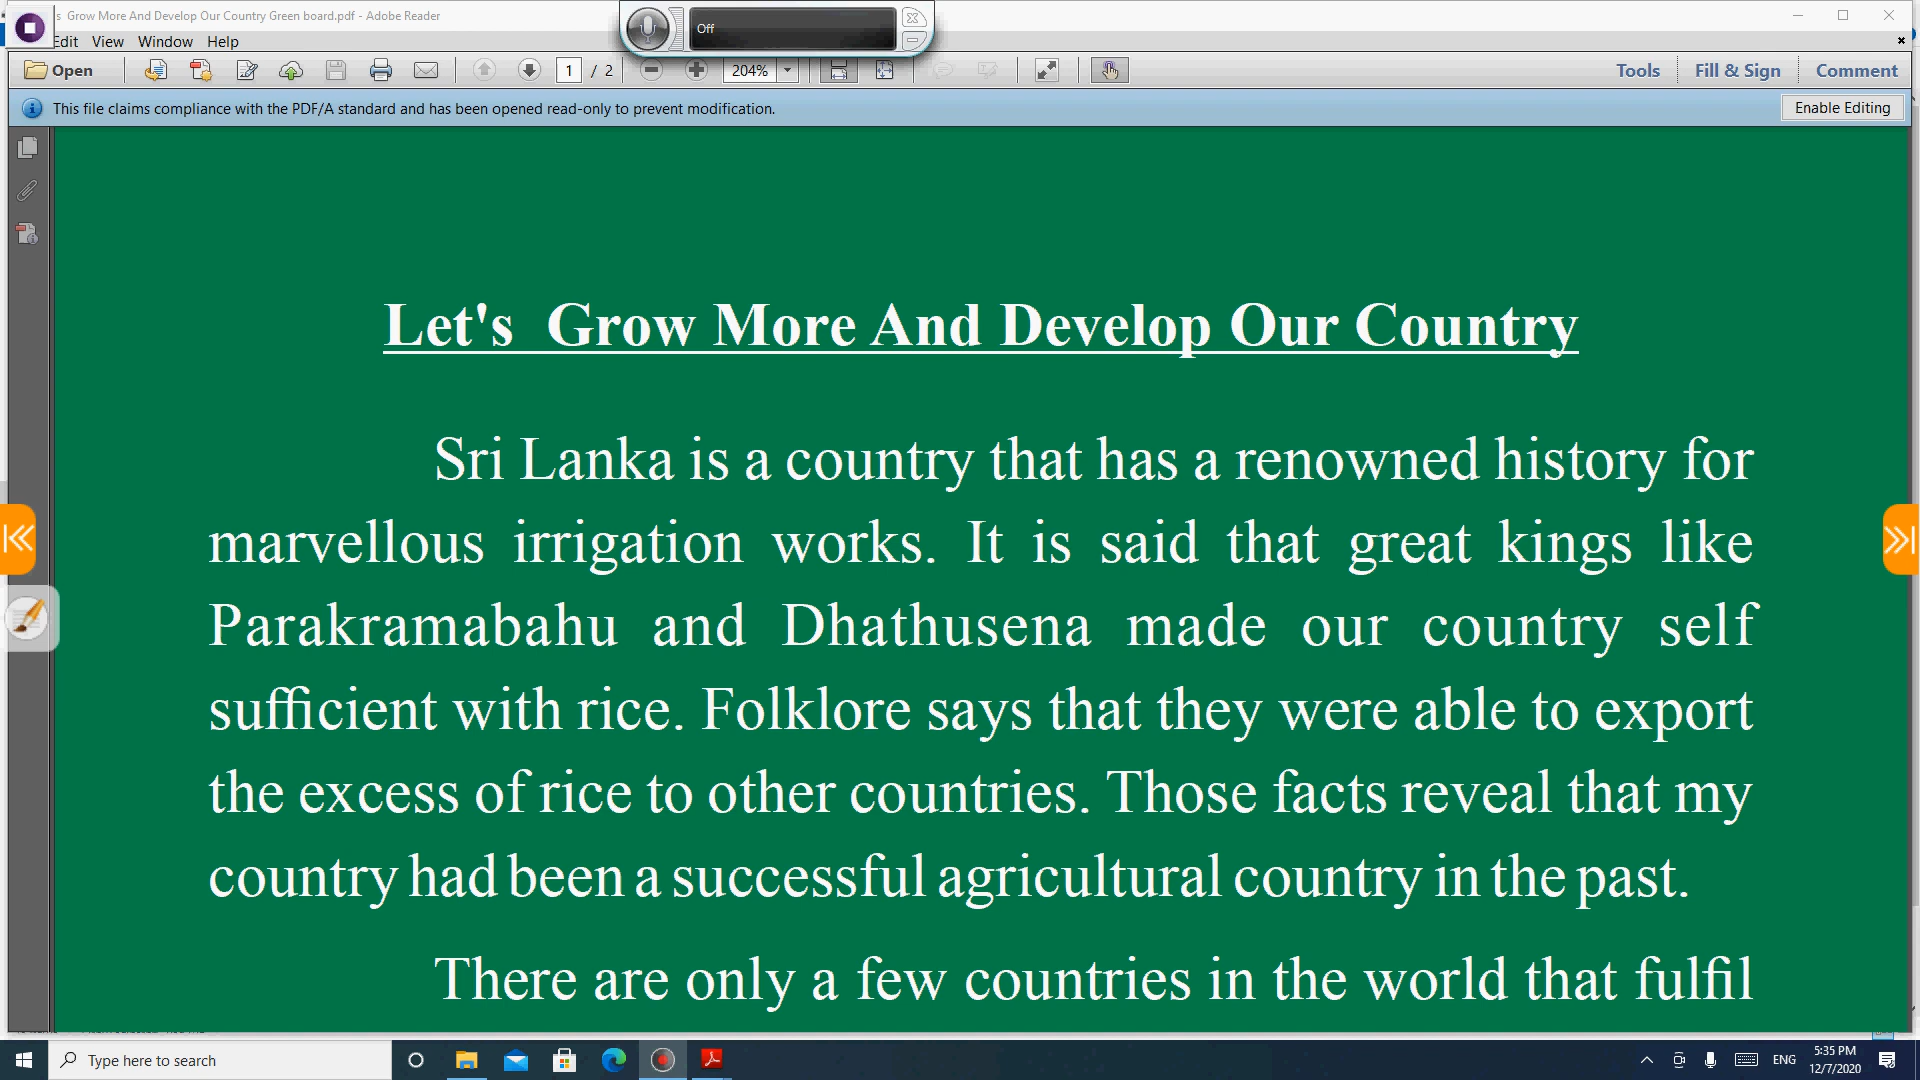 s Grow More And Develop Our Country Green board.pdf - Adobe Reader
Off
Edit View Window Help
Open 1 / 2 204% Tools Fill & Sign Comment
This file claims compliance with the PDF/A standard and has been opened read-only to prevent modification. Enable Editing
Let's Grow More And Develop Our Country
Sri Lanka is a country that has a renowned history for
marvellous irrigation works. It is said that great kings like
Parakramabahu and Dhathusena made our country self
sufficient with rice. Folklore says that they were able to export
the excess of rice to other countries. Those facts reveal that my
country had been a successful agricultural country in the past.
There are only a few countries in the world that fulfil
Type here to search
ENG 5:35 PM
12/7/2020